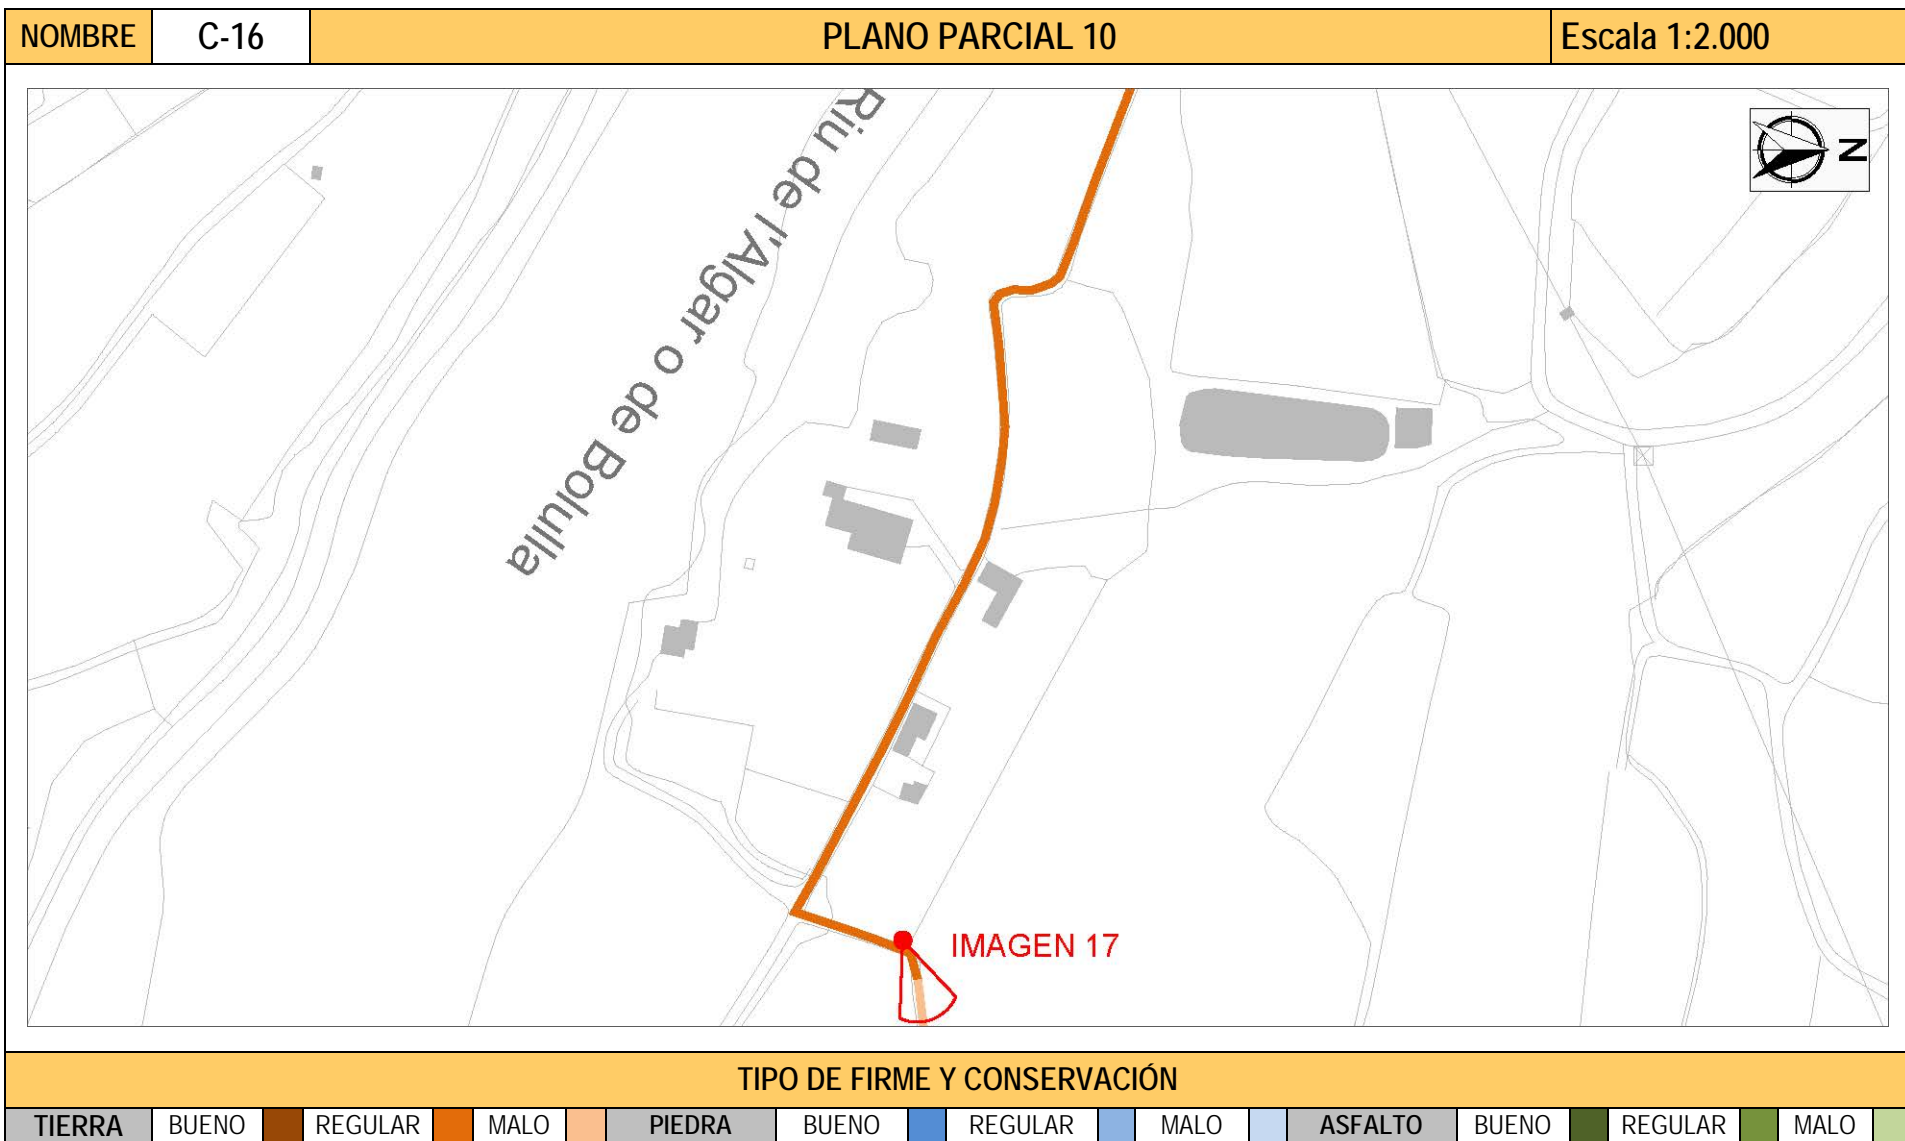 NOMBRE C-16 PLANO PARCIAL 10 Escala 1:2.000
N
Riu de l'Algar o de Bolulla
IMAGEN 17
TIPO DE FIRME Y CONSERVACIÓN
TIERRA BUENO REGULAR MALO PIEDRA BUENO REGULAR MALO ASFALTO BUENO REGULAR MALO